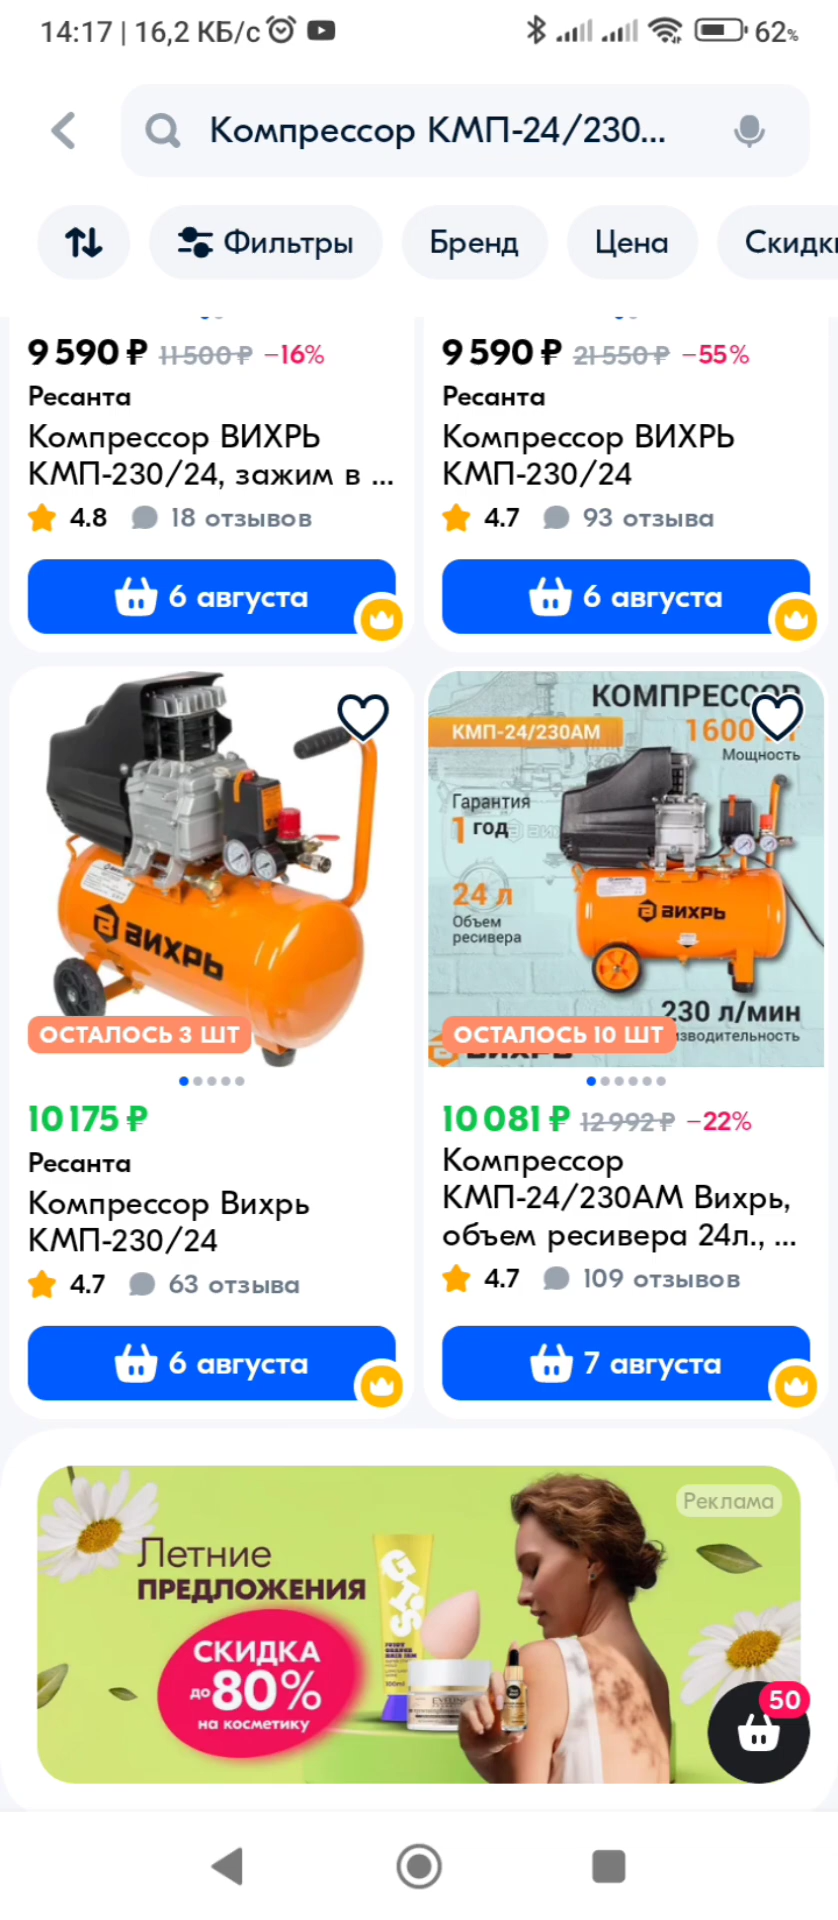 14:17 | 16,2 КБ/с
62%
Компрессор КМП-24/230...
Фильтры
Бренд
Цена
Скидк
9 590 ₽ 11 500 ₽ –16%
Ресанта
Компрессор ВИХРЬ
КМП-230/24, зажим в ...
4.8 18 отзывов
6 августа
9 590 ₽ 21 550 ₽ –55%
Ресанта
Компрессор ВИХРЬ
КМП-230/24
4.7 93 отзыва
6 августа
ВИХРЬ
ОСТАЛОСЬ 3 ШТ
10 175 ₽
Ресанта
Компрессор Вихрь
КМП-230/24
4.7 63 отзыва
6 августа
КОМПРЕССОР
КМП-24/230АМ
1600
Мощность
Гарантия
1 год
24 л
Объем
ресивера
ВИХРЬ
230 л/мин
ОСТАЛОСЬ 10 ШТ
10 081 ₽ 12 992 ₽ –22%
Компрессор
КМП-24/230АМ Вихрь,
объем ресивера 24л., ...
4.7 109 отзывов
7 августа
Реклама
Летние
ПРЕДЛОЖЕНИЯ
СКИДКА
до 80%
на косметику
50